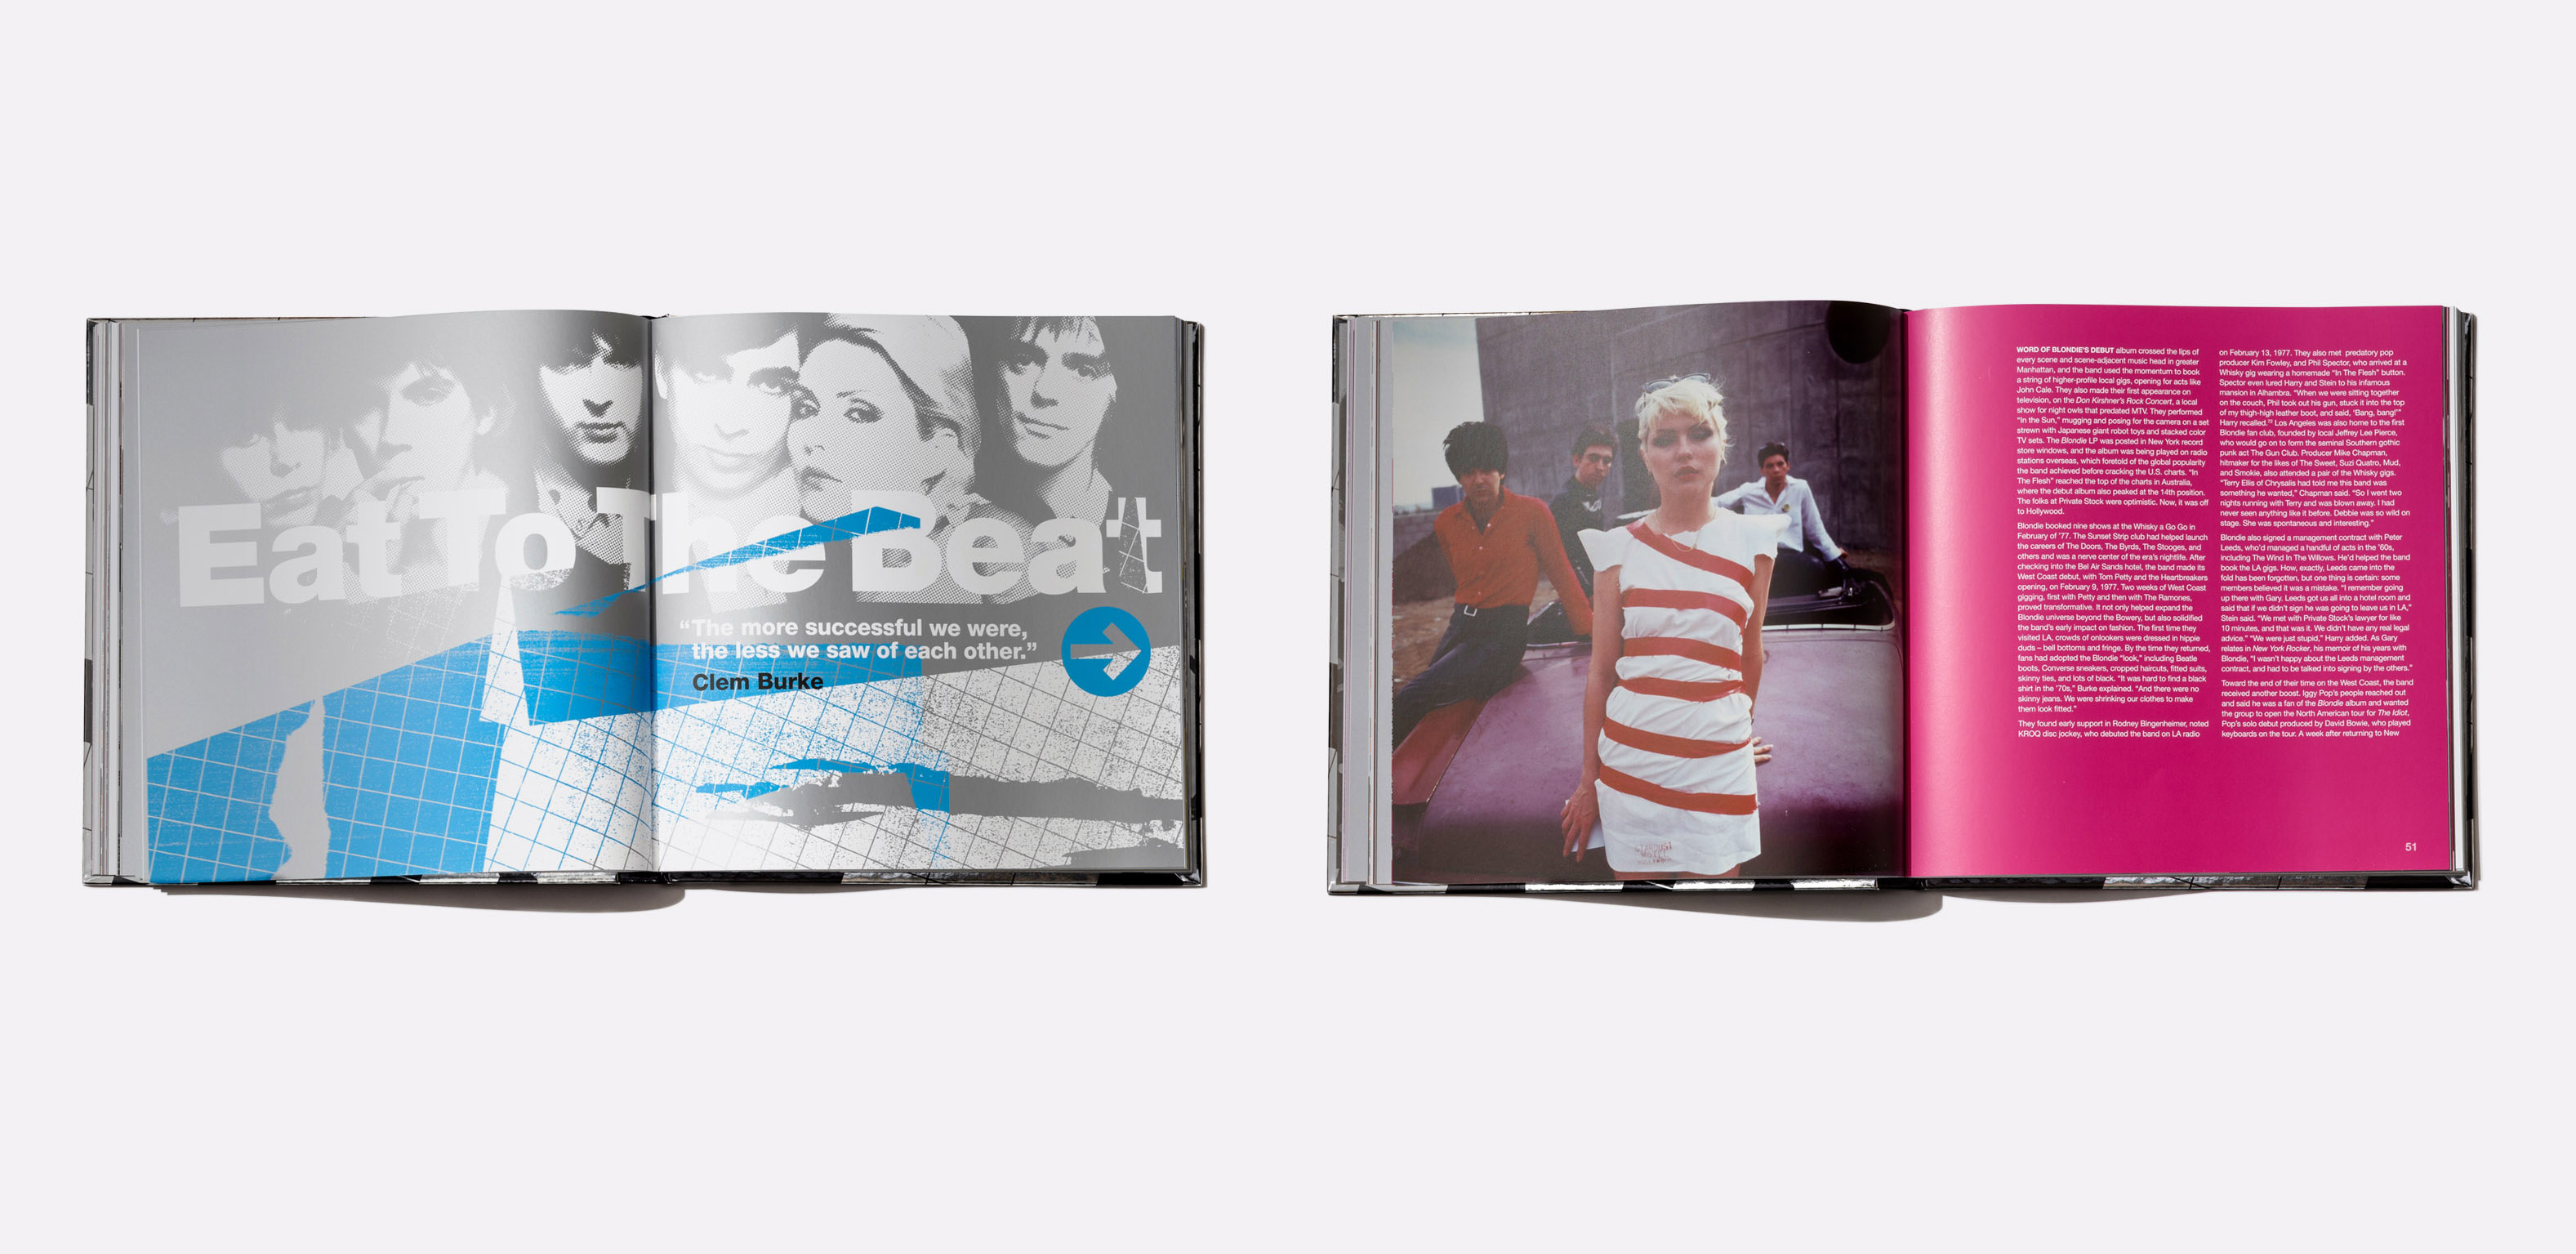 Eat To The Beat
“The more successful we were,
the less we saw of each other.”
Clem Burke
WORD OF BLONDIE'S DEBUT album crossed the lips of
every scene and scene-adjacent music head in greater
Manhattan, and the band used the momentum to book
a string of higher-profile local gigs, opening for acts like
John Cale. They also made their first appearance on
television, on the Don Kirshner's Rock Concert, a local
show for night owls that predated MTV. They performed
“In the Sun,” mugging and posing for the camera on a set
strewn with Japanese giant robot toys and stacked color
TV sets. The Blondie LP was posted in New York record
store windows, and the album was being played on radio
stations overseas, which foretold of the global popularity
the band achieved before cracking the U.S. charts. “In
The Flesh” reached the top of the charts in Australia,
where the debut album also peaked at the 14th position.
The folks at Private Stock were optimistic. Now, it was off
to Hollywood.
Blondie booked nine shows at the Whisky a Go Go in
February of '77. The Sunset Strip club had helped launch
the careers of The Doors, The Byrds, The Stooges, and
others and was a nerve center of the era's nightlife. After
checking into the Bel Air Sands hotel, the band made its
West Coast debut, with Tom Petty and the Heartbreakers
opening, on February 9, 1977. Two weeks of West Coast
gigging, first with Petty and then with The Ramones,
proved transformative. It not only helped expand the
Blondie universe beyond the Bowery, but also solidified
the band's early impact on fashion. The first time they
visited LA, crowds of onlookers were dressed in hippie
duds – bell bottoms and fringe. By the time they returned,
fans had adopted the Blondie “look,” including Beatle
boots, Converse sneakers, cropped haircuts, fitted suits,
skinny ties, and lots of black. “It was hard to find a black
shirt in the '70s,” Burke explained. “And there were no
skinny jeans. We were shrinking our clothes to make
them look fitted.”
They found early support in Rodney Bingenheimer, noted
KROQ disc jockey, who debuted the band on LA radio
on February 13, 1977. They also met predatory pop
producer Kim Fowley, and Phil Spector, who arrived at a
Whisky gig wearing a homemade “In The Flesh” button.
Spector even lured Harry and Stein to his infamous
mansion in Alhambra. “When we were sitting together
on the couch, Phil took out his gun, stuck it into the top
of my thigh-high leather boot, and said, ‘Bang, bang!’”
Harry recalled. Los Angeles was also home to the first
Blondie fan club, founded by local Jeffrey Lee Pierce,
who would go on to form the seminal Southern gothic
punk act The Gun Club. Producer Mike Chapman,
hitmaker for the likes of The Sweet, Suzi Quatro, Mud,
and Smokie, also attended a pair of the Whisky gigs.
“Terry Ellis of Chrysalis had told me this band was
something he wanted,” Chapman said. “So I went two
nights running with Terry and was blown away. I had
never seen anything like it before. Debbie was so wild on
stage. She was spontaneous and interesting.”
Blondie also signed a management contract with Peter
Leeds, who'd managed a handful of acts in the '60s,
including The Wind In The Willows. He'd helped the band
book the LA gigs. How, exactly, Leeds came into the
fold has been forgotten, but one thing is certain: some
members believed it was a mistake. “I remember going
up there with Gary. Leeds got us all into a hotel room and
said that if we didn't sign he was going to leave us in LA,”
Stein said. “We met with Private Stock's lawyer for like
10 minutes, and that was it. We didn't have any real legal
advice.” “We were just stupid,” Harry added. As Gary
relates in New York Rocker, his memoir of his years with
Blondie, “I wasn't happy about the Leeds management
contract, and had to be talked into signing by the others.”
Toward the end of their time on the West Coast, the band
received another boost. Iggy Pop's people reached out
and said he was a fan of the Blondie album and wanted
the group to open the North American tour for The Idiot,
Pop's solo debut produced by David Bowie, who played
keyboards on the tour. A week after returning to New
51